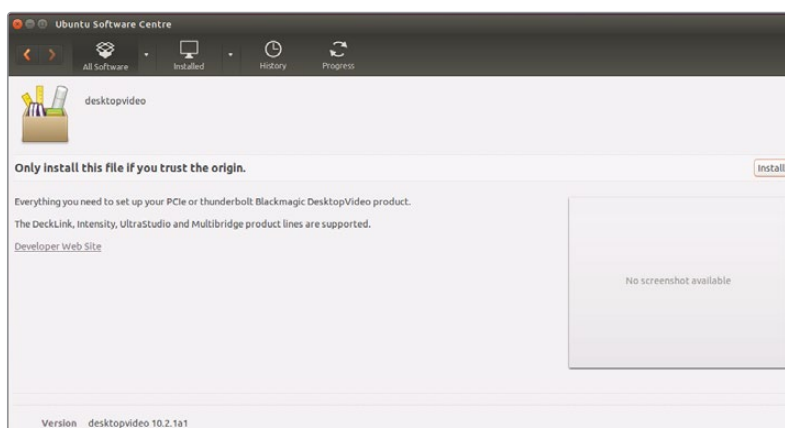 Ubuntu Software Centre
All Software
Installed
History
Progress
desktopvideo
Only install this file if you trust the origin.
Install
Everything you need to set up your PCIe or thunderbolt Blackmagic DesktopVideo product.
The DeckLink, Intensity, UltraStudio and Multibridge product lines are supported.
Developer Web Site
No screenshot available
Version desktopvideo 10.2.1a1